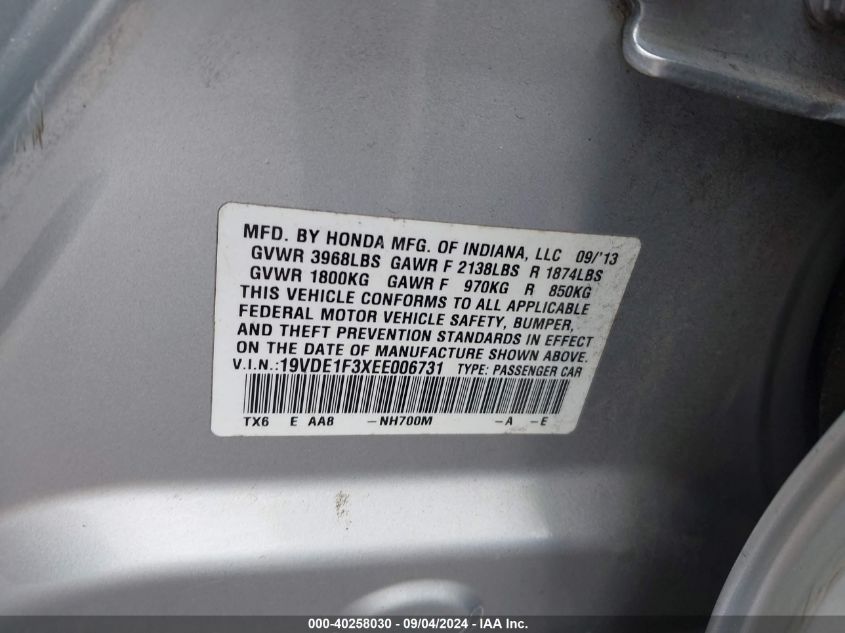 MFD. BY HONDA MFG. OF INDIANA, LLC 09/'13
GVWR 3968LBS GAWR F 2138LBS R 1874LBS
GVWR 1800KG GAWR F 970KG R 850KG
THIS VEHICLE CONFORMS TO ALL APPLICABLE
FEDERAL MOTOR VEHICLE SAFETY, BUMPER,
AND THEFT PREVENTION STANDARDS IN EFFECT
ON THE DATE OF MANUFACTURE SHOWN ABOVE.
V.I.N.:19VDE1F3XEE006731 TYPE: PASSENGER CAR
TX6 E AA8 -NH700M -A -E
000-40258030 - 09/04/2024 - IAA Inc.